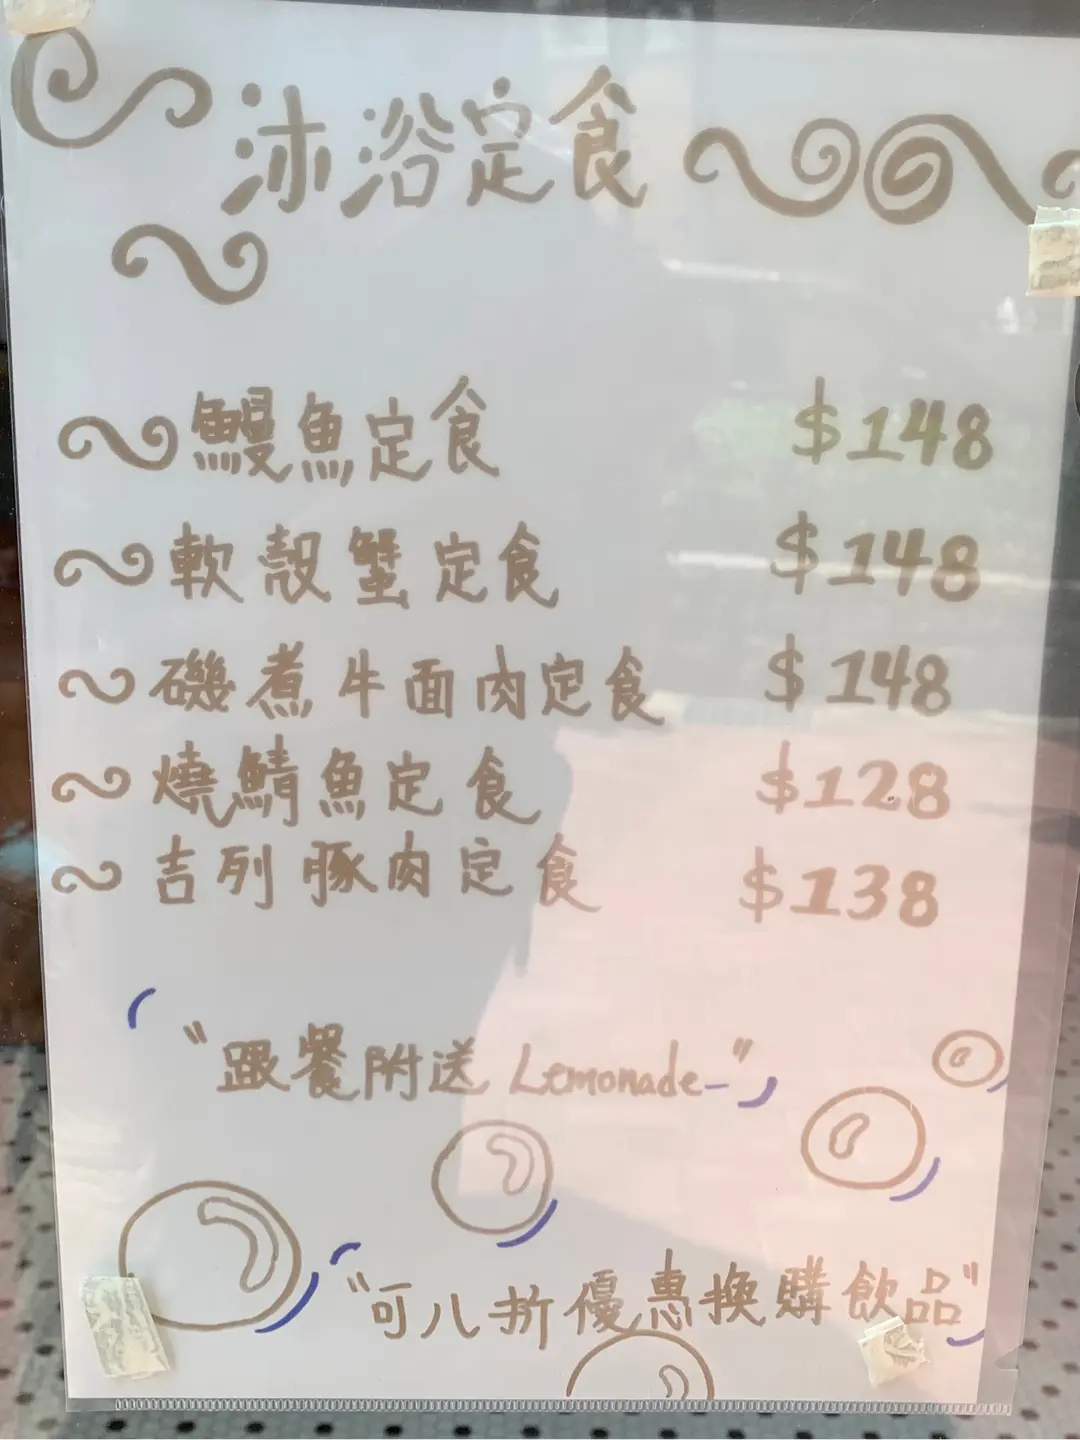 沐浴定食
鰻魚定食 $148
軟殼蟹定食 $148
磯煮牛面肉定食 $148
燒鯖魚定食 $128
吉列豚肉定食 $138
"跟餐附送 Lemonade"
"可八折優惠換購飲品"